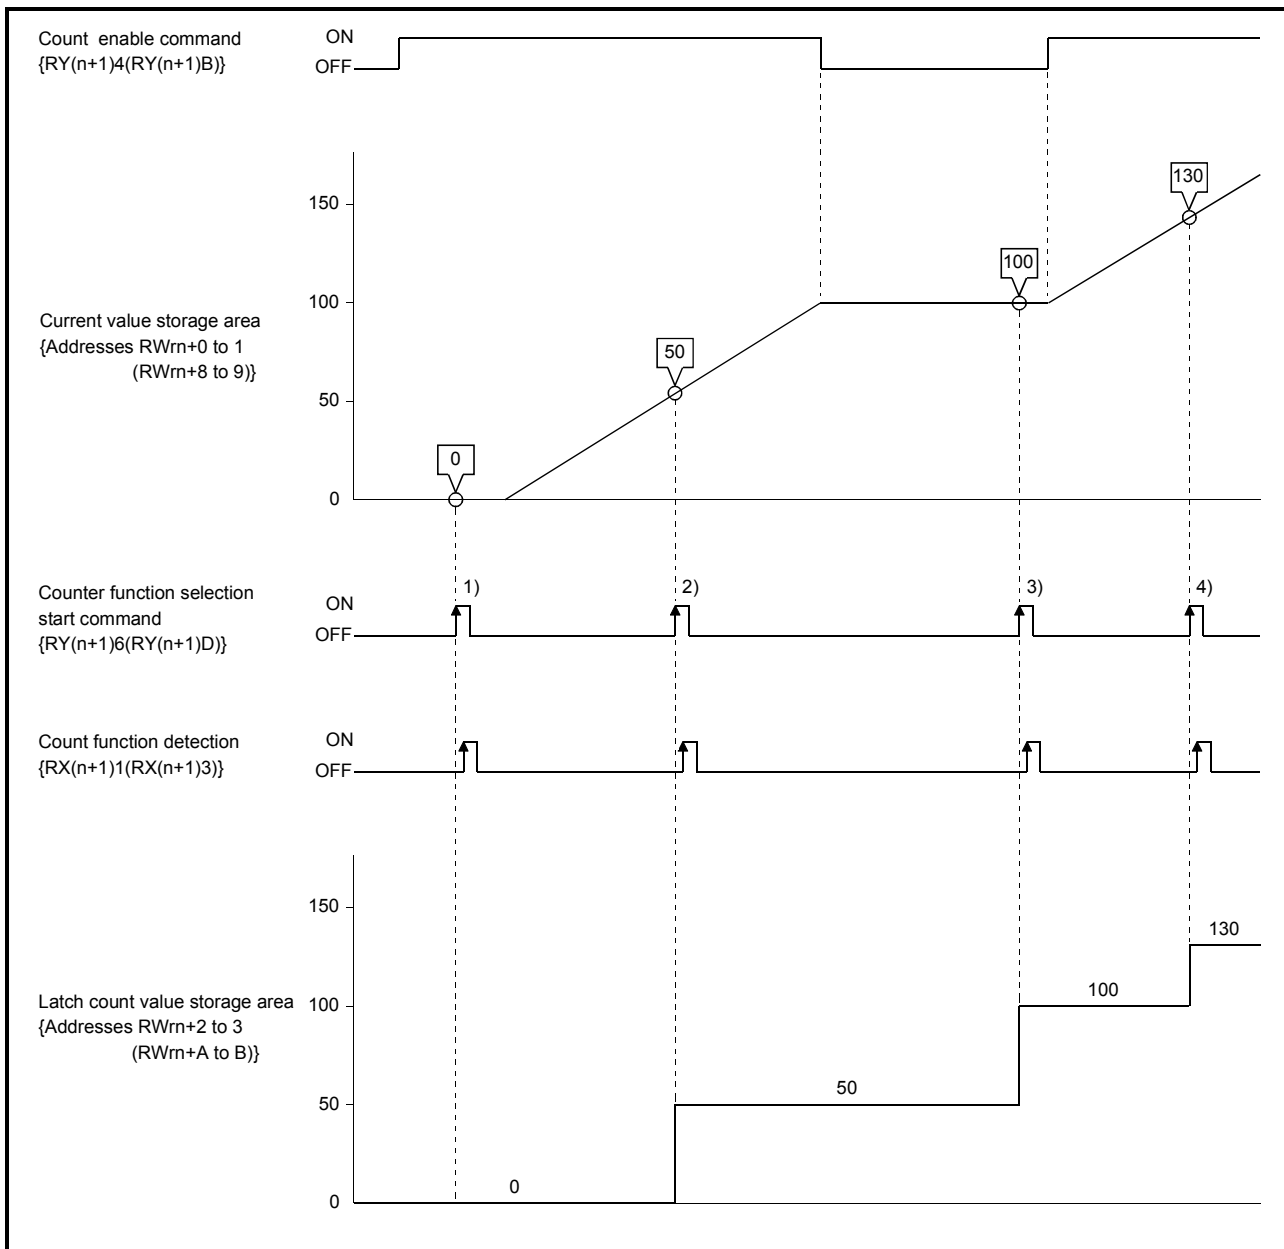 Count enable command
{RY(n+1)4(RY(n+1)B)}
ON
OFF
150
100
50
0
Current value storage area
{Addresses RWrn+0 to 1
(RWrn+8 to 9)}
0
50
100
130
Counter function selection
start command
{RY(n+1)6(RY(n+1)D)}
ON
OFF
1)
2)
3)
4)
Count function detection
{RX(n+1)1(RX(n+1)3)}
ON
OFF
150
100
50
0
Latch count value storage area
{Addresses RWrn+2 to 3
(RWrn+A to B)}
0
50
100
130